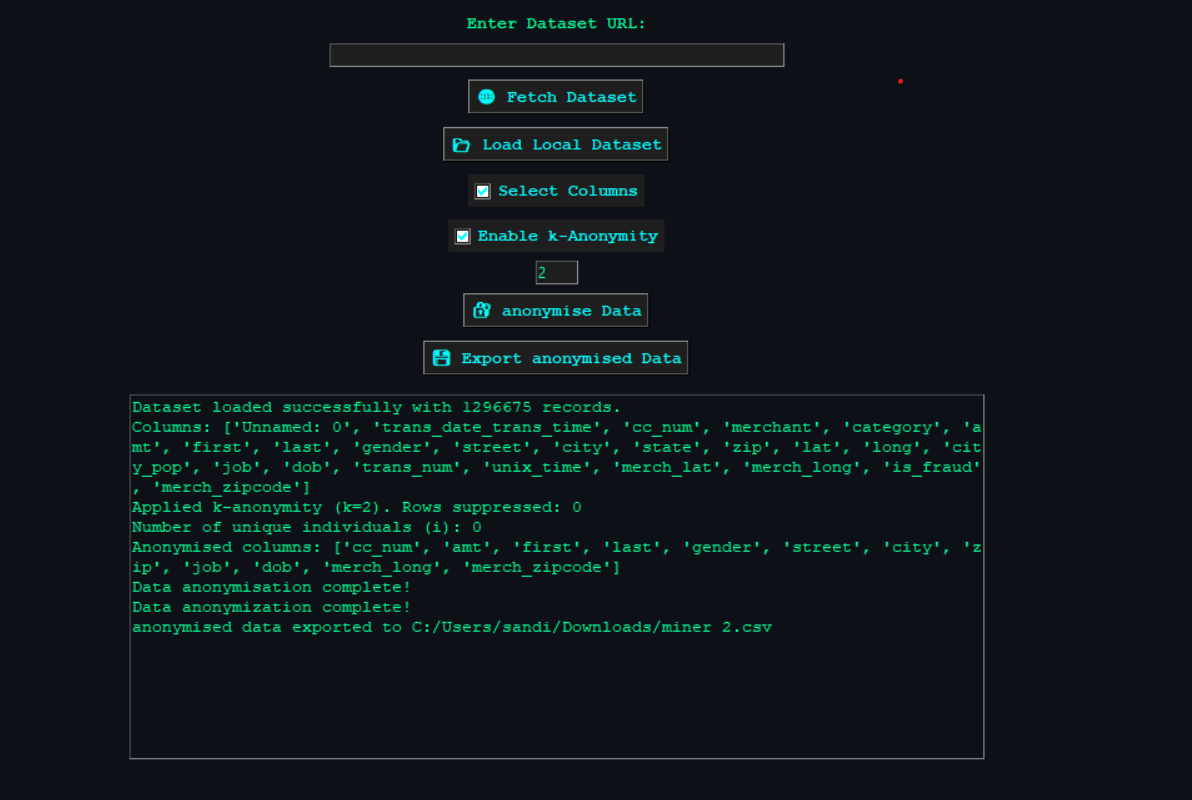 Enter Dataset URL:
Fetch Dataset
Load Local Dataset
Select Columns
Enable k-Anonymity
2
anonymise Data
Export anonymised Data
Dataset loaded successfully with 1296675 records.
Columns: ['Unnamed: 0', 'trans_date_trans_time', 'cc_num', 'merchant', 'category', 'a
mt', 'first', 'last', 'gender', 'street', 'city', 'state', 'zip', 'lat', 'long', 'cit
y_pop', 'job', 'dob', 'trans_num', 'unix_time', 'merch_lat', 'merch_long', 'is_fraud'
, 'merch_zipcode']
Applied k-anonymity (k=2). Rows suppressed: 0
Number of unique individuals (i): 0
Anonymised columns: ['cc_num', 'amt', 'first', 'last', 'gender', 'street', 'city', 'z
ip', 'job', 'dob', 'merch_long', 'merch_zipcode']
Data anonymisation complete!
Data anonymization complete!
anonymised data exported to C:/Users/sandi/Downloads/miner 2.csv